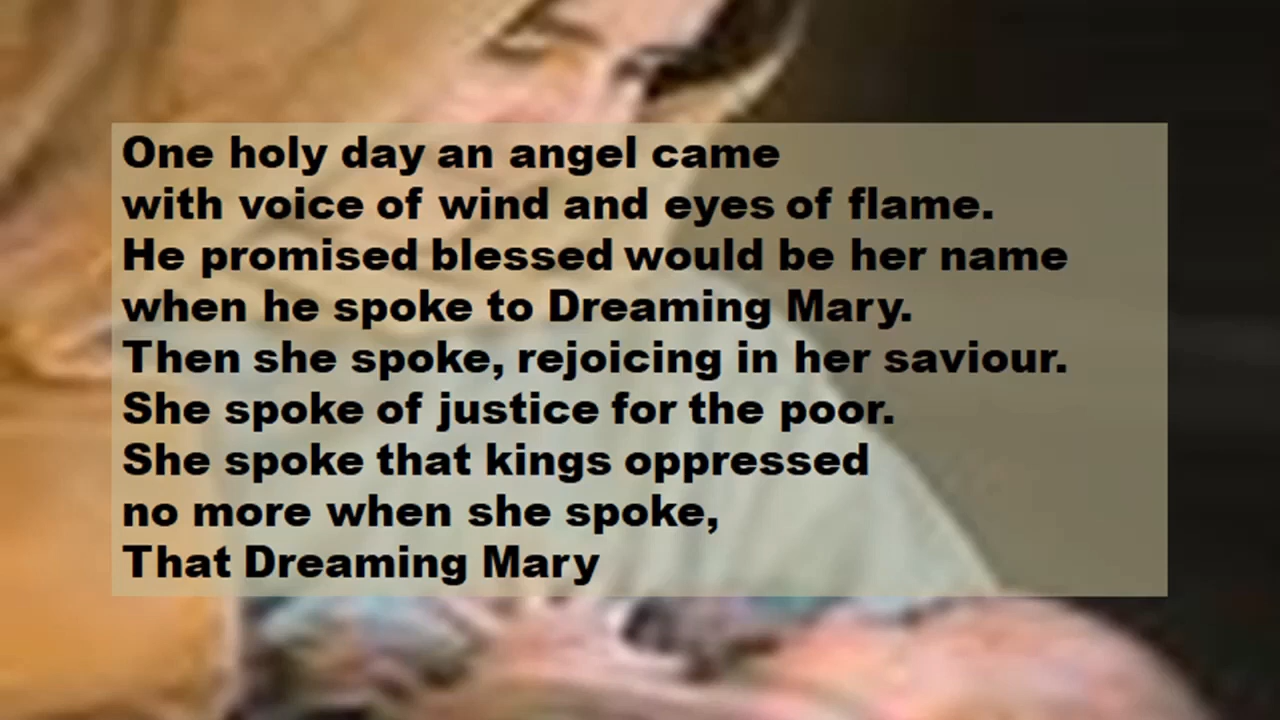 One holy day an angel came
with voice of wind and eyes of flame.
He promised blessed would be her name
when he spoke to Dreaming Mary.
Then she spoke, rejoicing in her saviour.
She spoke of justice for the poor.
She spoke that kings oppressed
no more when she spoke,
That Dreaming Mary